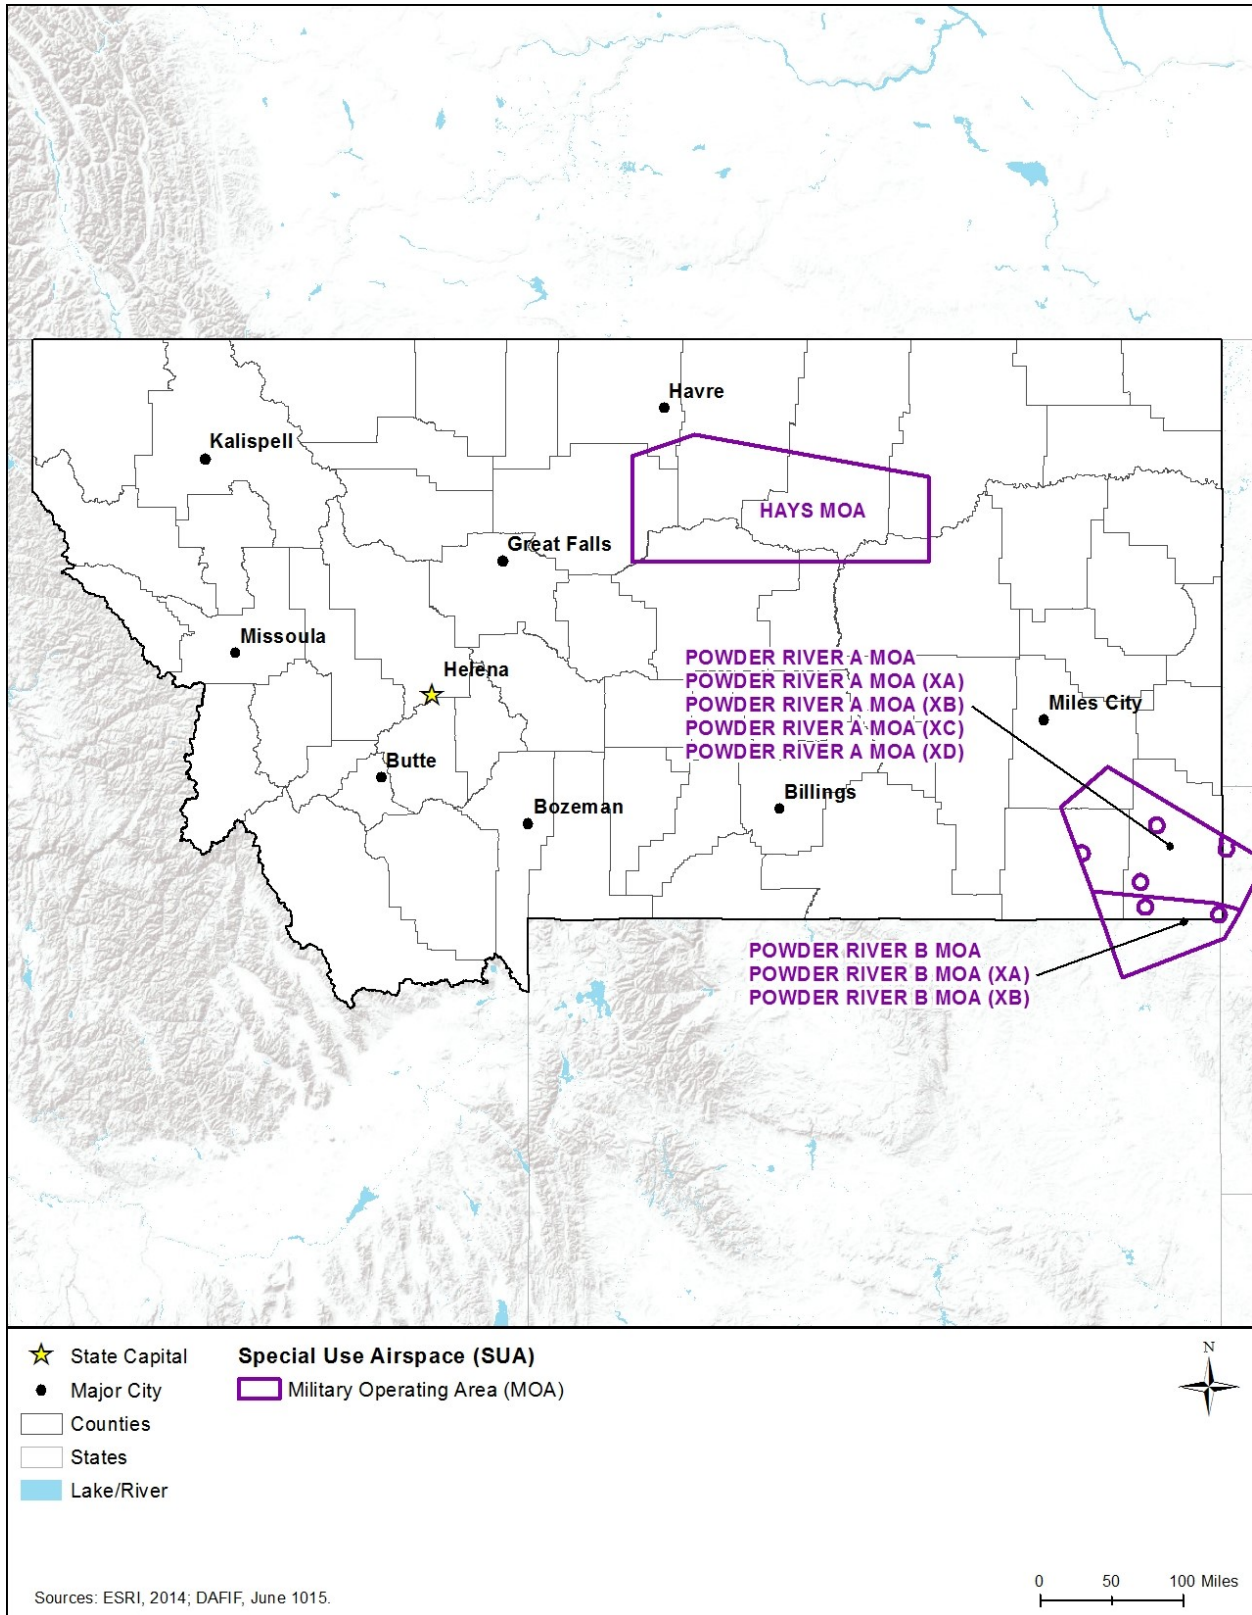 Havre
Kalispell
HAYS MOA
Great Falls
Missoula
Helena
POWDER RIVER A MOA
POWDER RIVER A MOA (XA)
POWDER RIVER A MOA (XB)
POWDER RIVER A MOA (XC)
POWDER RIVER A MOA (XD)
Miles City
Butte
Billings
Bozeman
POWDER RIVER B MOA
POWDER RIVER B MOA (XA)
POWDER RIVER B MOA (XB)
State Capital
Major City
Counties
States
Lake/River
Special Use Airspace (SUA)
Military Operating Area (MOA)
N
Sources: ESRI, 2014; DAFIF, June 1015.
0 50 100 Miles